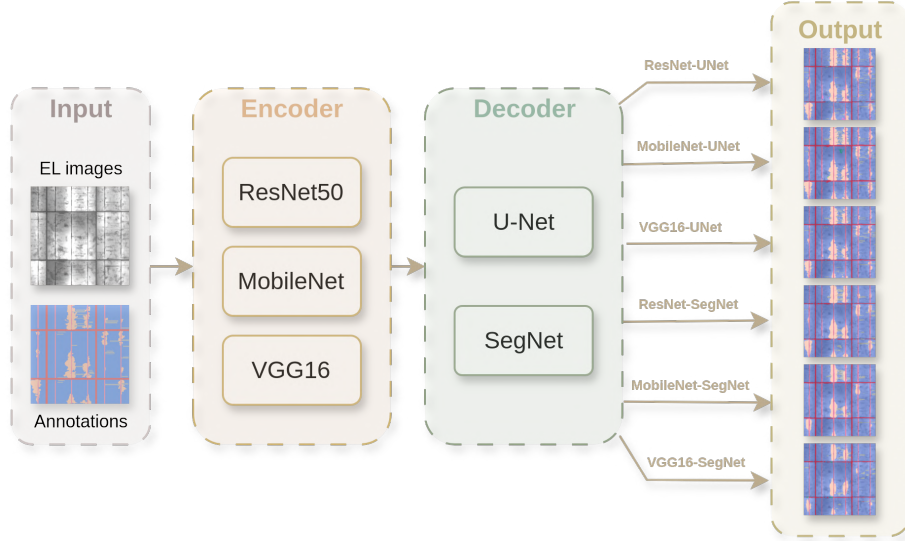 Input
EL images
Annotations
Encoder
ResNet50
MobileNet
VGG16
Decoder
U-Net
SegNet
ResNet-UNet
MobileNet-UNet
VGG16-UNet
ResNet-SegNet
MobileNet-SegNet
VGG16-SegNet
Output